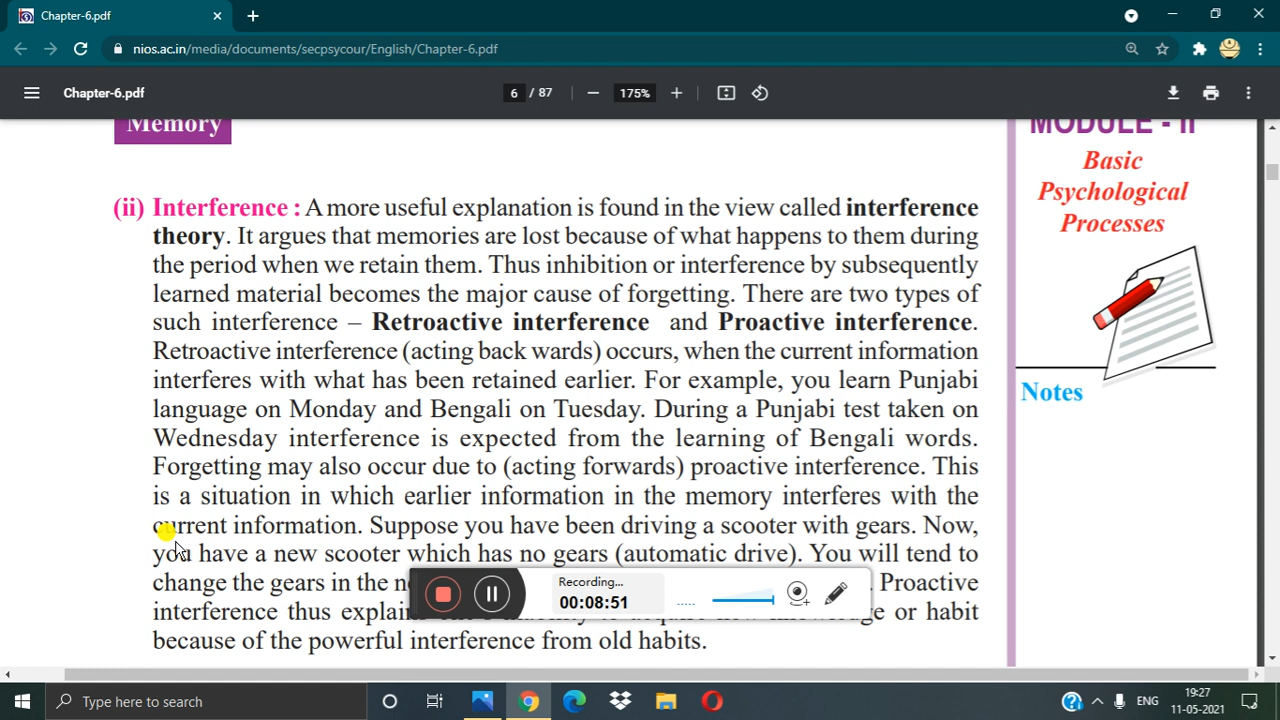 Chapter-6.pdf
nios.ac.in/media/documents/secpsycour/English/Chapter-6.pdf
Chapter-6.pdf
6 / 87
175%
Memory
MODULE - II
Basic
Psychological
Processes
Notes
(ii) Interference : A more useful explanation is found in the view called interference
theory. It argues that memories are lost because of what happens to them during
the period when we retain them. Thus inhibition or interference by subsequently
learned material becomes the major cause of forgetting. There are two types of
such interference – Retroactive interference and Proactive interference.
Retroactive interference (acting back wards) occurs, when the current information
interferes with what has been retained earlier. For example, you learn Punjabi
language on Monday and Bengali on Tuesday. During a Punjabi test taken on
Wednesday interference is expected from the learning of Bengali words.
Forgetting may also occur due to (acting forwards) proactive interference. This
is a situation in which earlier information in the memory interferes with the
current information. Suppose you have been driving a scooter with gears. Now,
you have a new scooter which has no gears (automatic drive). You will tend to
change the gears in the Proactive
interference thus or habit
because of the powerful interference from old habits.
Recording...
00:08:51
Type here to search
ENG
19:27
11-05-2021